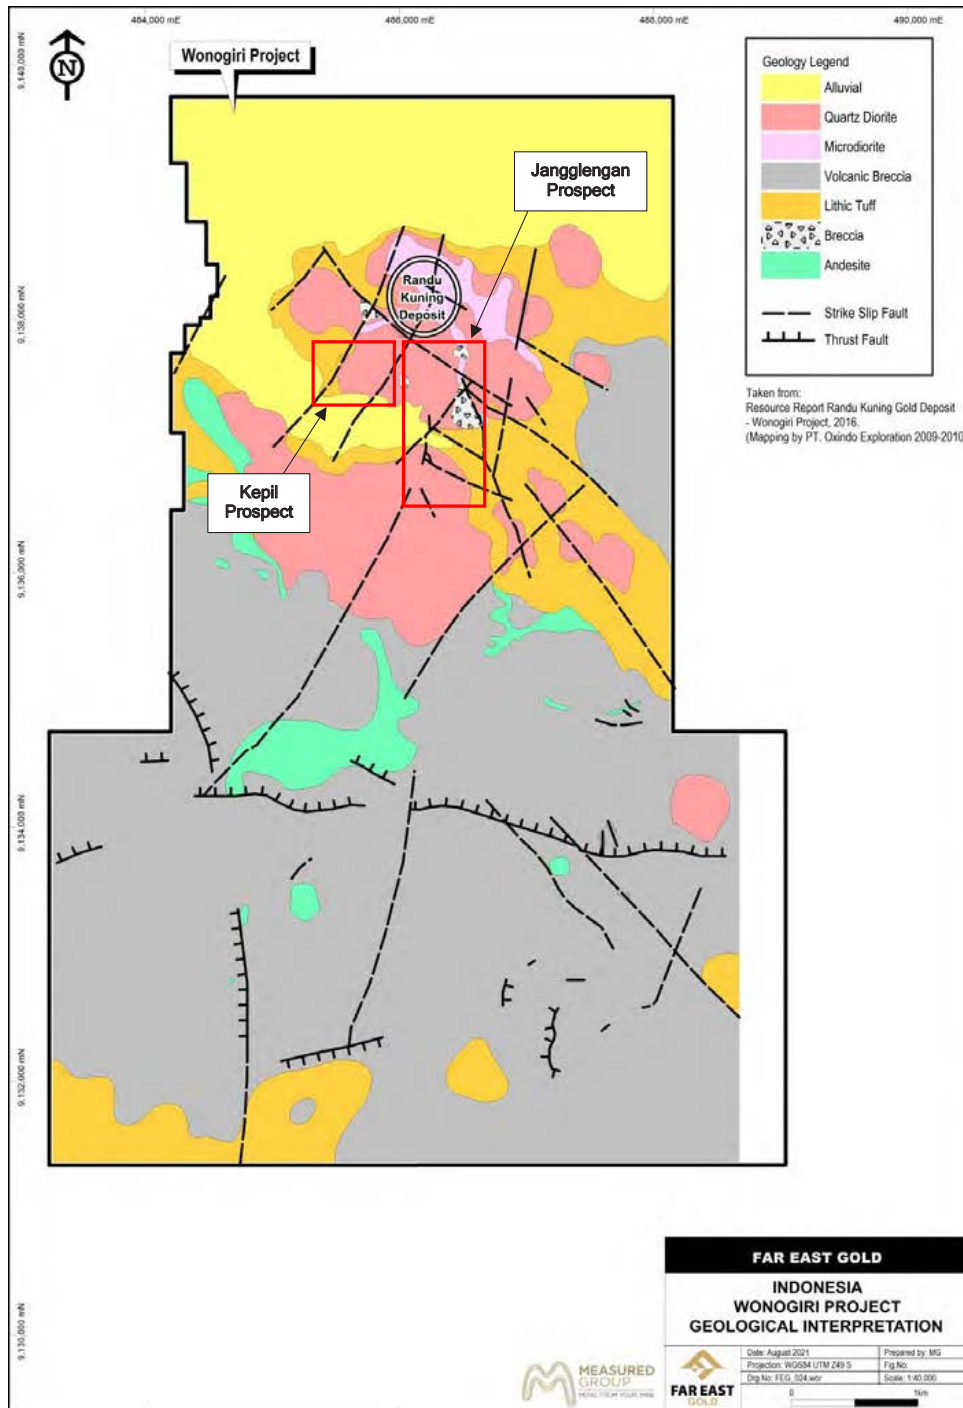 484,000 mE
486,000 mE
488,000 mE
490,000 mE
9,140,000 mN
9,138,000 mN
9,136,000 mN
9,134,000 mN
9,132,000 mN
9,130,000 mN
N
Wonogiri Project
Jangglengan
Prospect
Randu
Kuning
Deposit
Kepil
Prospect
Geology Legend
Alluvial
Quartz Diorite
Microdiorite
Volcanic Breccia
Lithic Tuff
Breccia
Andesite
Strike Slip Fault
Thrust Fault
Taken from:
Resource Report Randu Kuning Gold Deposit
- Wonogiri Project, 2016.
(Mapping by PT. Oxindo Exploration 2009-2010
FAR EAST GOLD
INDONESIA
WONOGIRI PROJECT
GEOLOGICAL INTERPRETATION
Date: August 2021
Prepared by: MG
Projection: WGS84 UTM Z49 S
Fig No:
Drg No: FEG_024.wor
Scale: 1:40,000
0
1km
FAR EAST
GOLD
MEASURED
GROUP